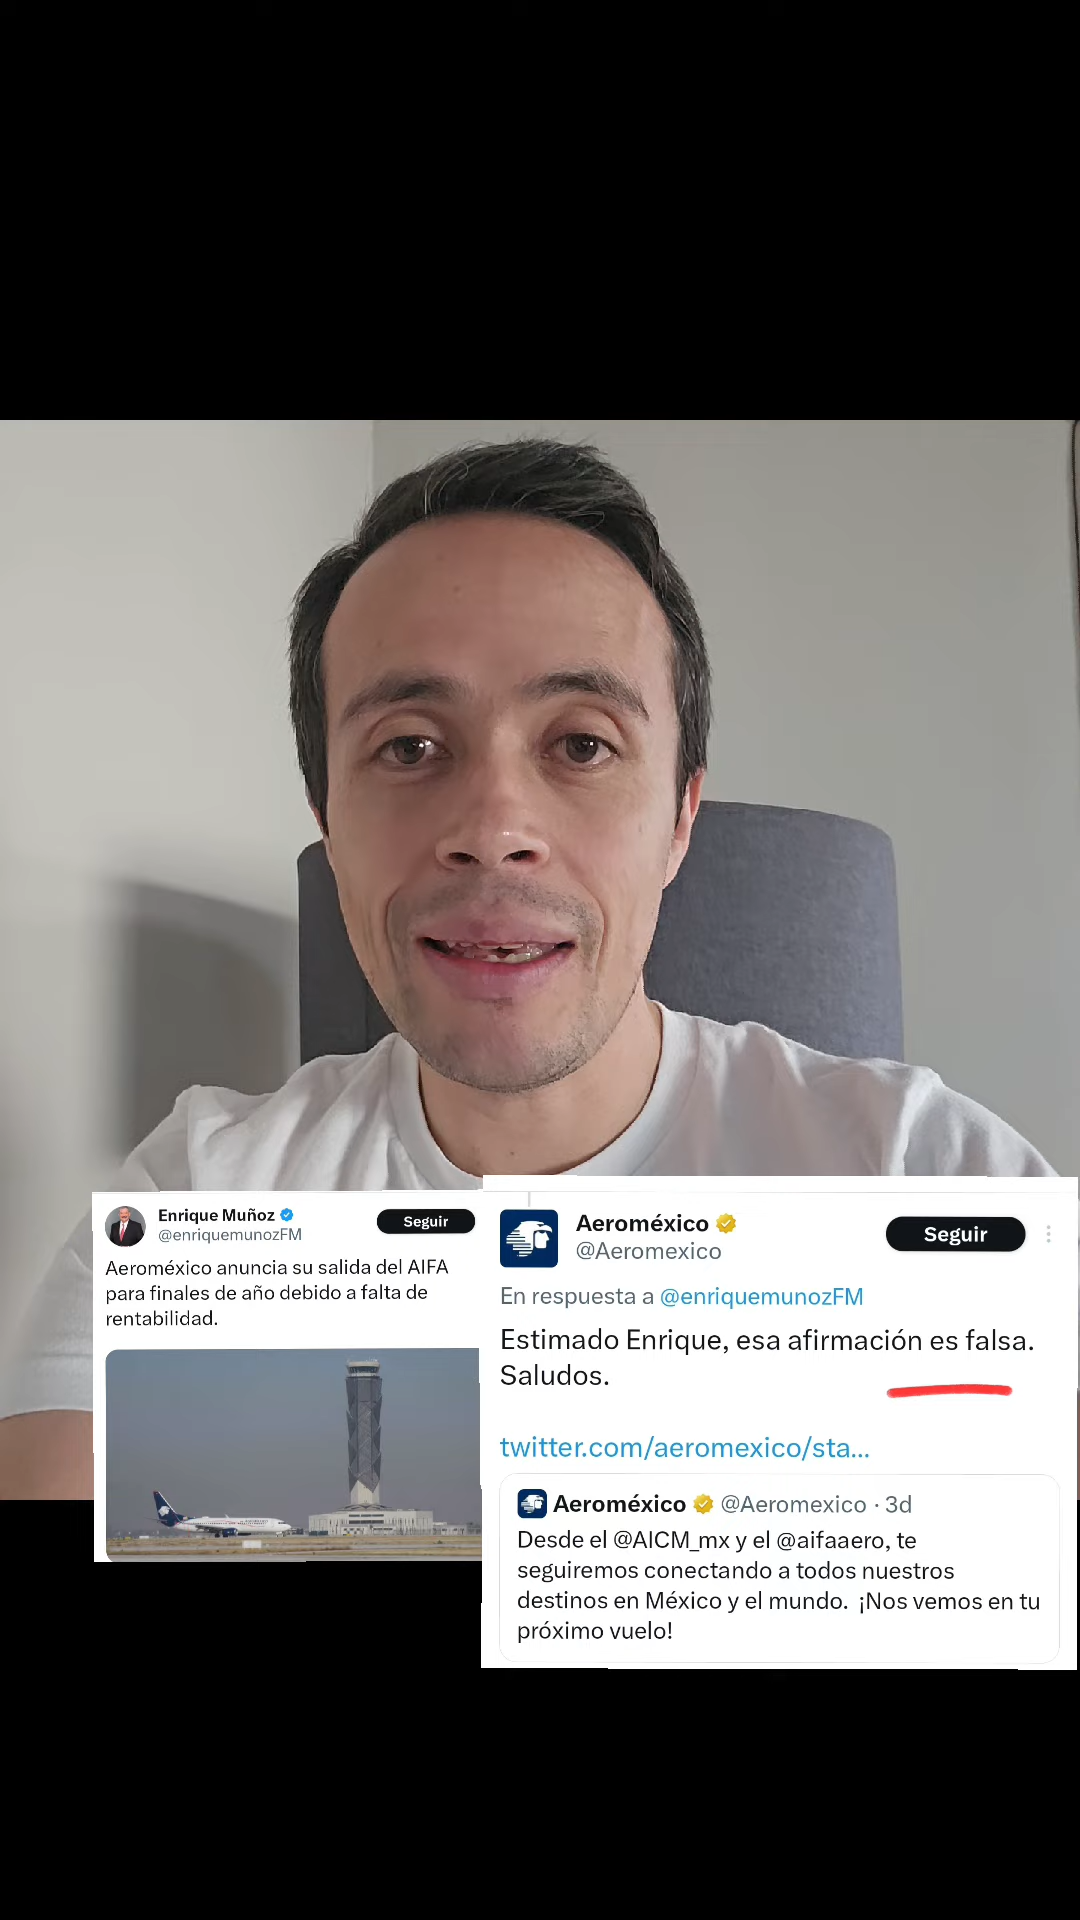 Enrique Muñoz
@enriquemunozFM
Seguir
Aeroméxico anuncia su salida del AIFA
para finales de año debido a falta de
rentabilidad.
Aeroméxico
@Aeromexico
Seguir
En respuesta a @enriquemunozFM
Estimado Enrique, esa afirmación es falsa.
Saludos.
twitter.com/aeromexico/sta...
Aeroméxico @Aeromexico · 3d
Desde el @AICM_mx y el @aifaaero, te
seguiremos conectando a todos nuestros
destinos en México y el mundo. ¡Nos vemos en tu
próximo vuelo!